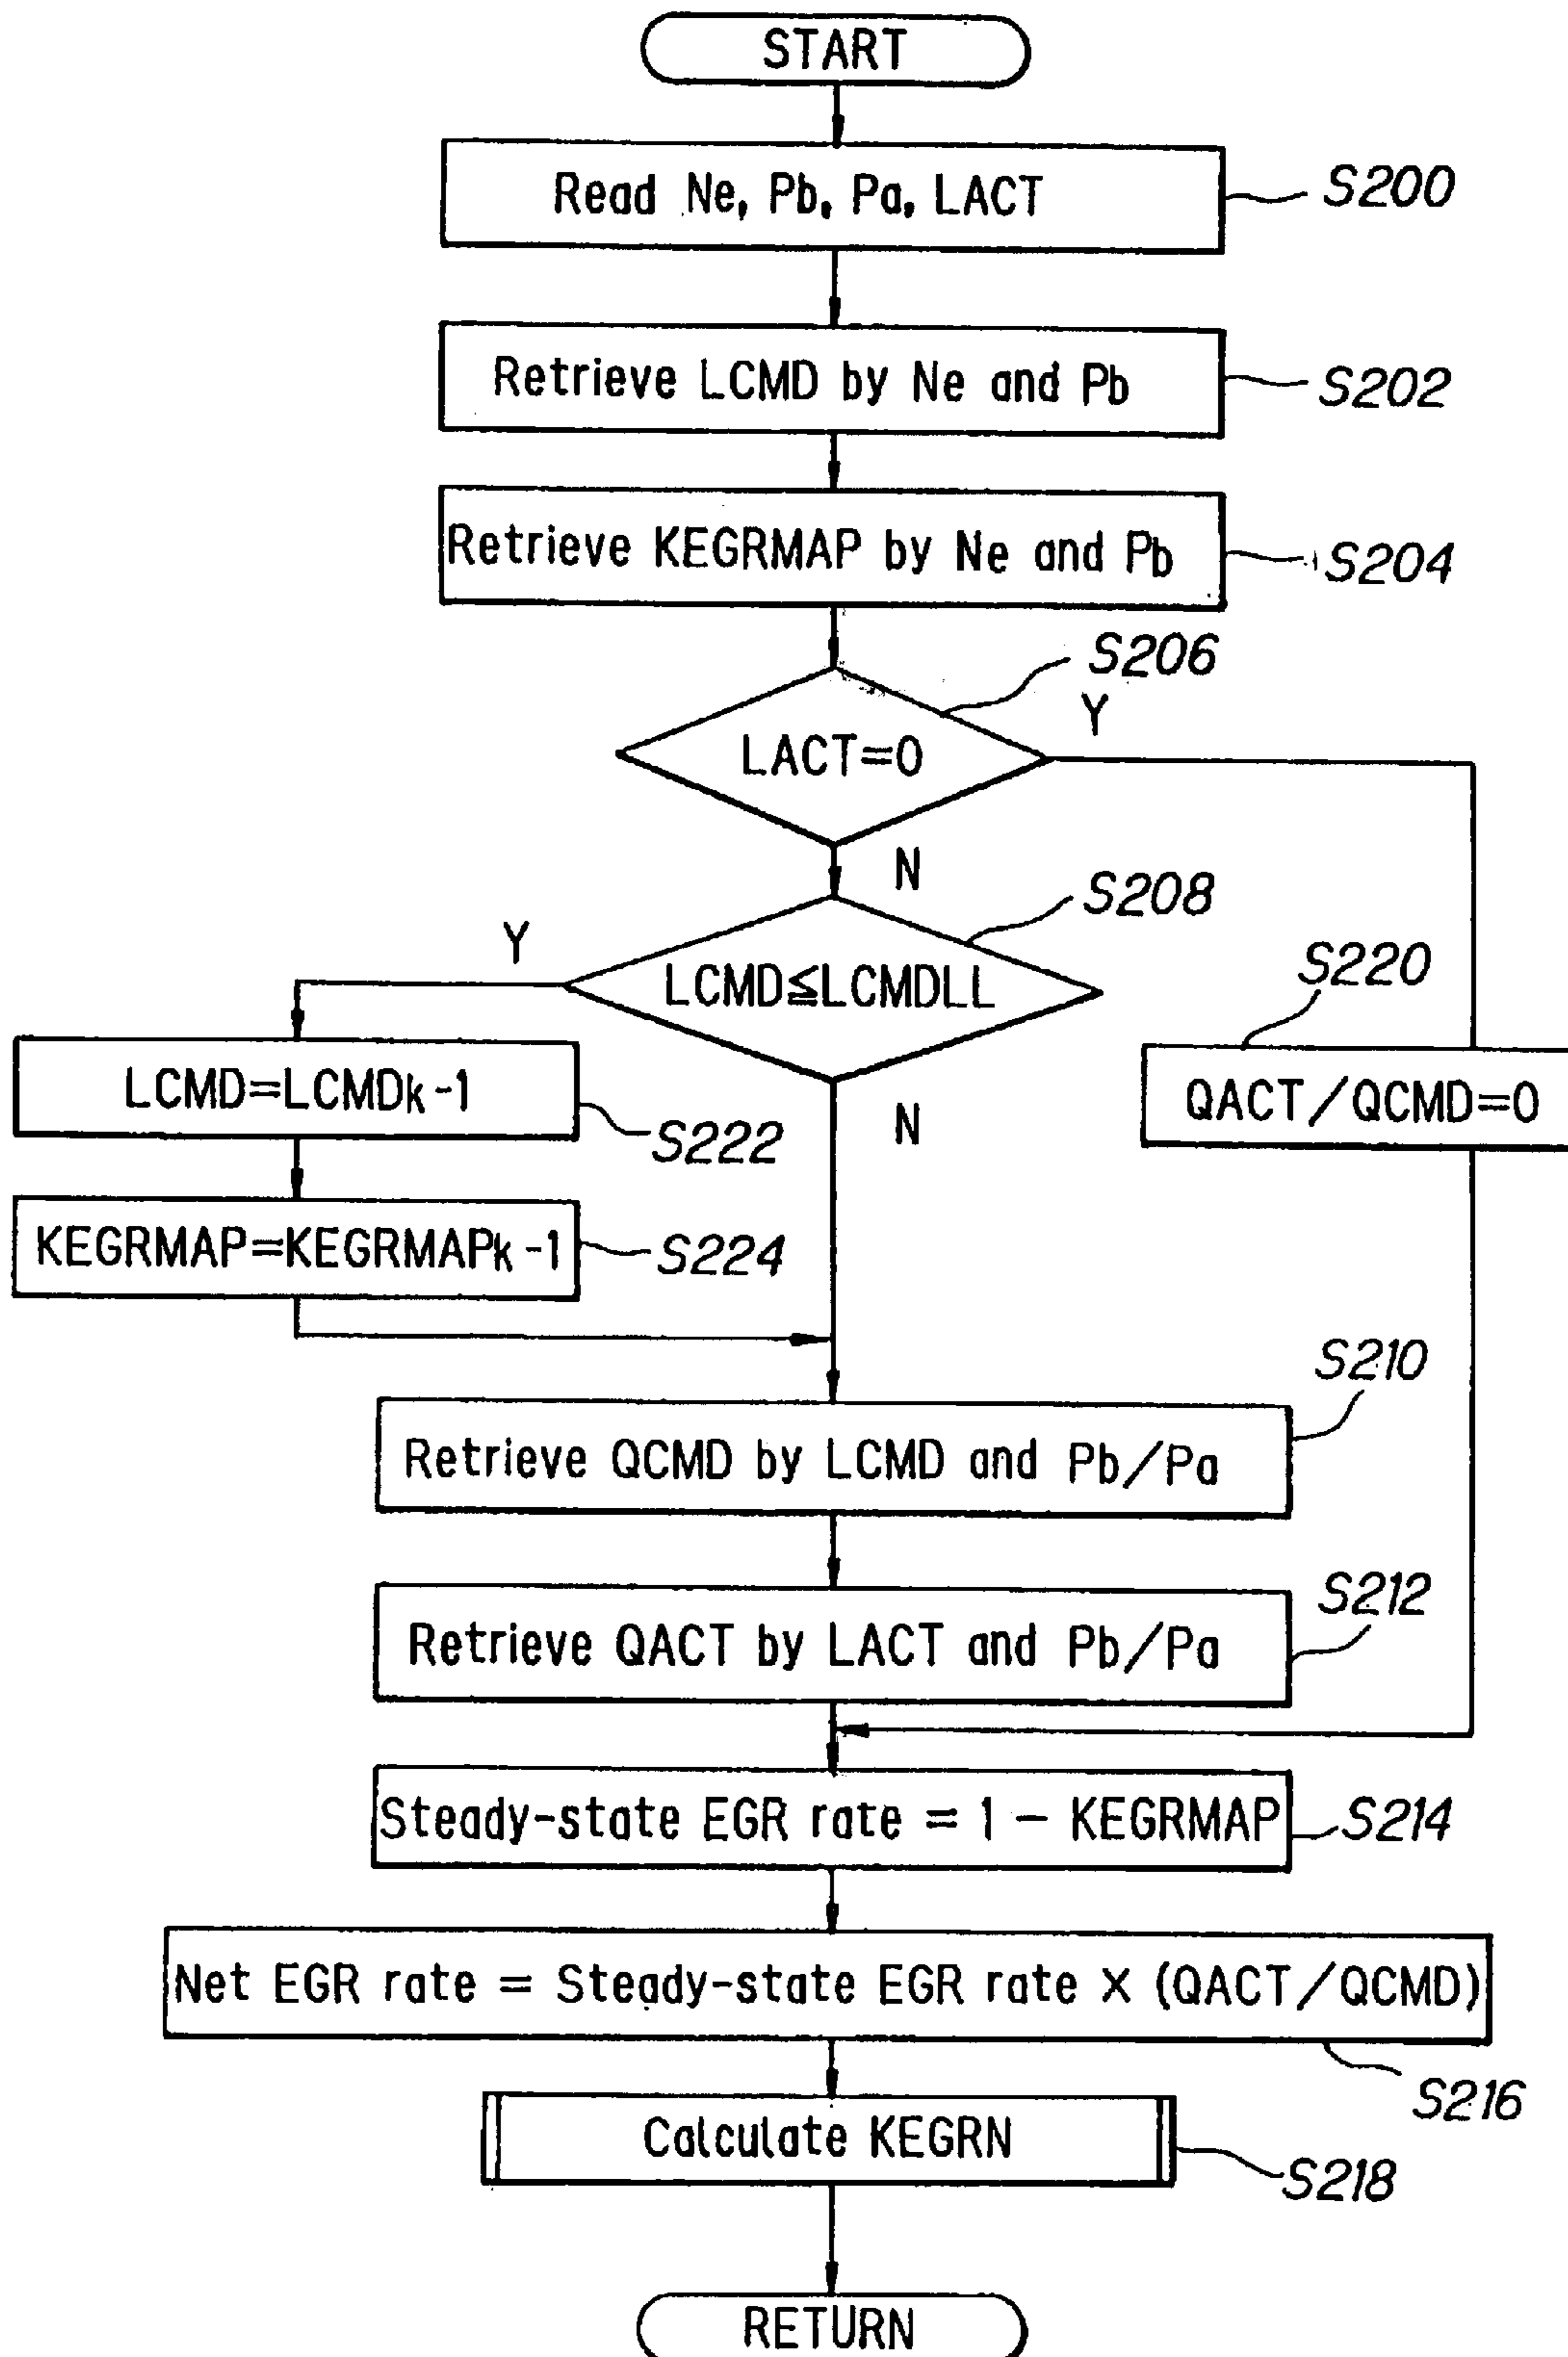 START
Read Ne, Pb, Pa, LACT
S200
Retrieve LCMD by Ne and Pb
S202
Retrieve KEGRMAP by Ne and Pb
S204
S206
LACT=0
Y
N
S208
LCMD≦LCMDLL
Y
N
S220
QACT/QCMD=0
LCMD=LCMDk-1
S222
KEGRMAP=KEGRMAPk-1
S224
S210
Retrieve QCMD by LCMD and Pb/Pa
S212
Retrieve QACT by LACT and Pb/Pa
Steady-state EGR rate = 1 - KEGRMAP
S214
Net EGR rate = Steady-state EGR rate × (QACT/QCMD)
S216
Calculate KEGRN
S218
RETURN